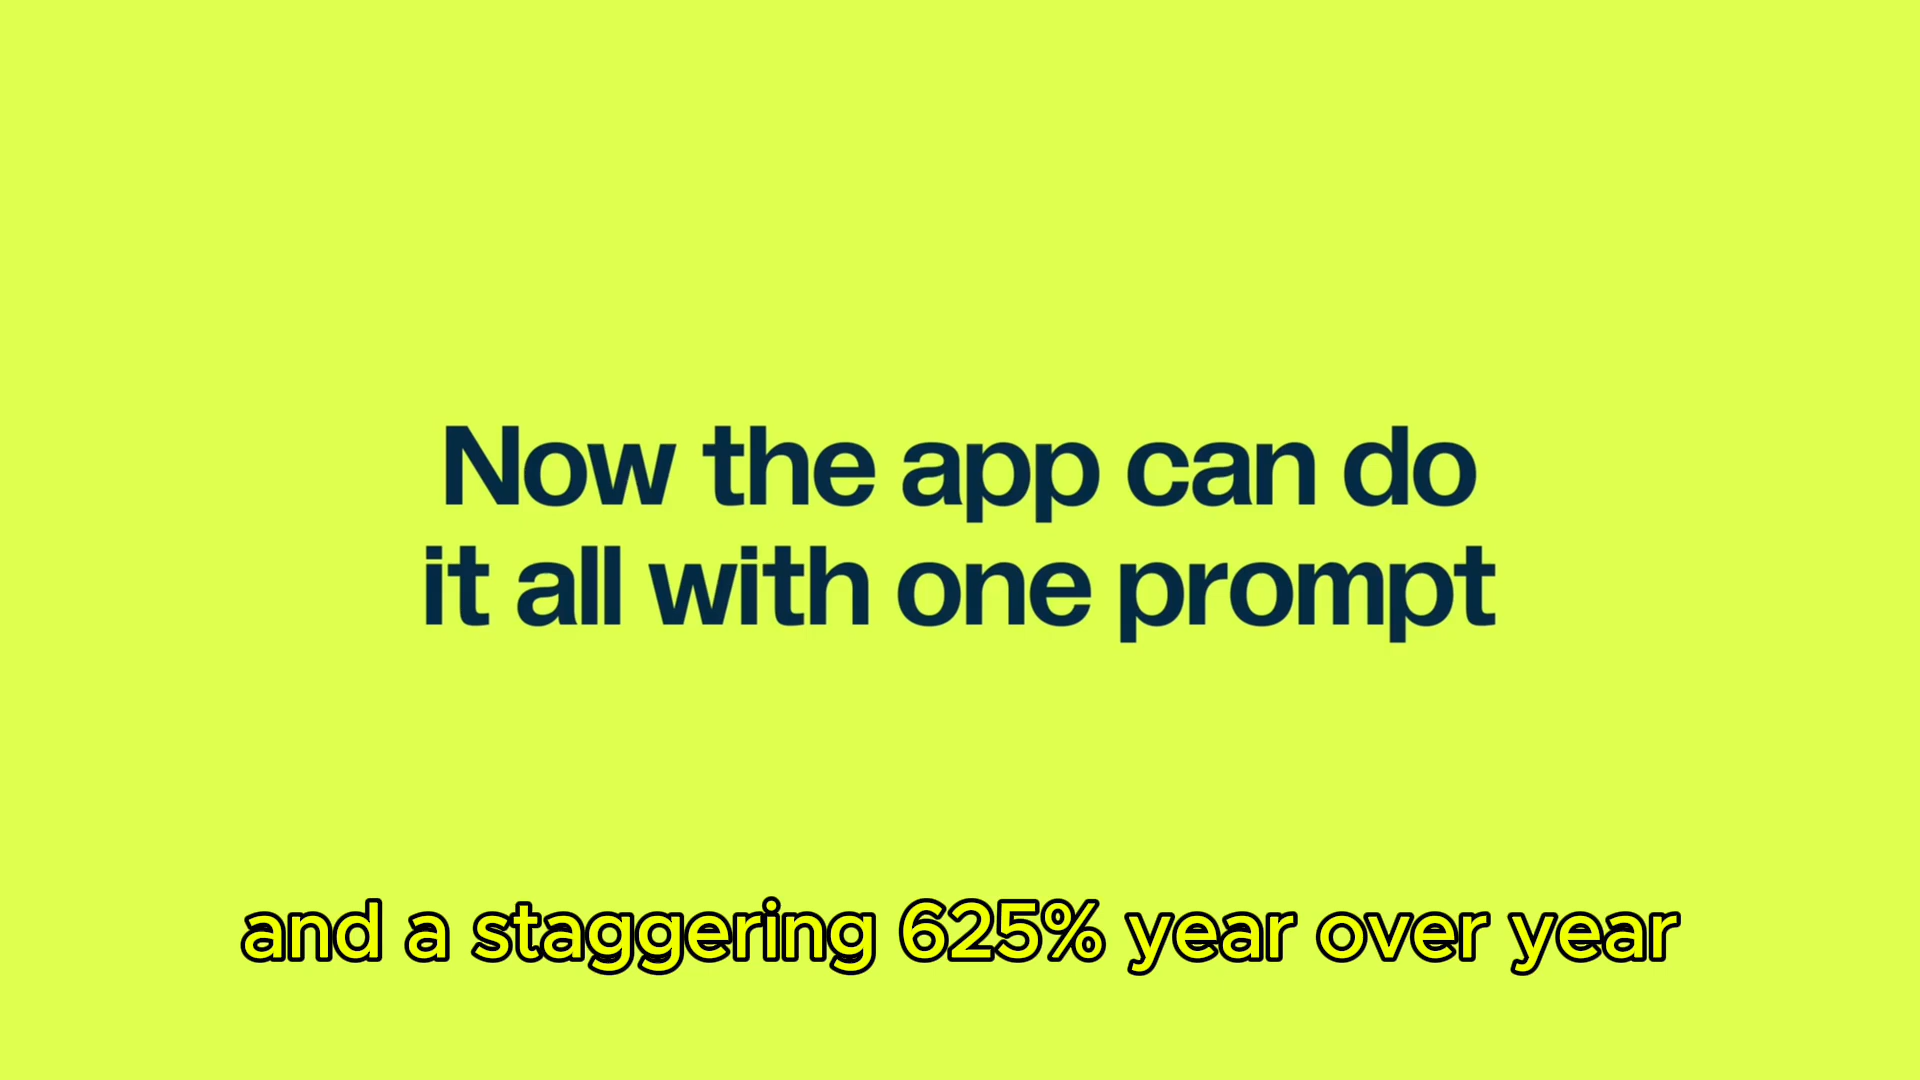 Now the app can do
it all with one prompt
and a staggering 625% year over year